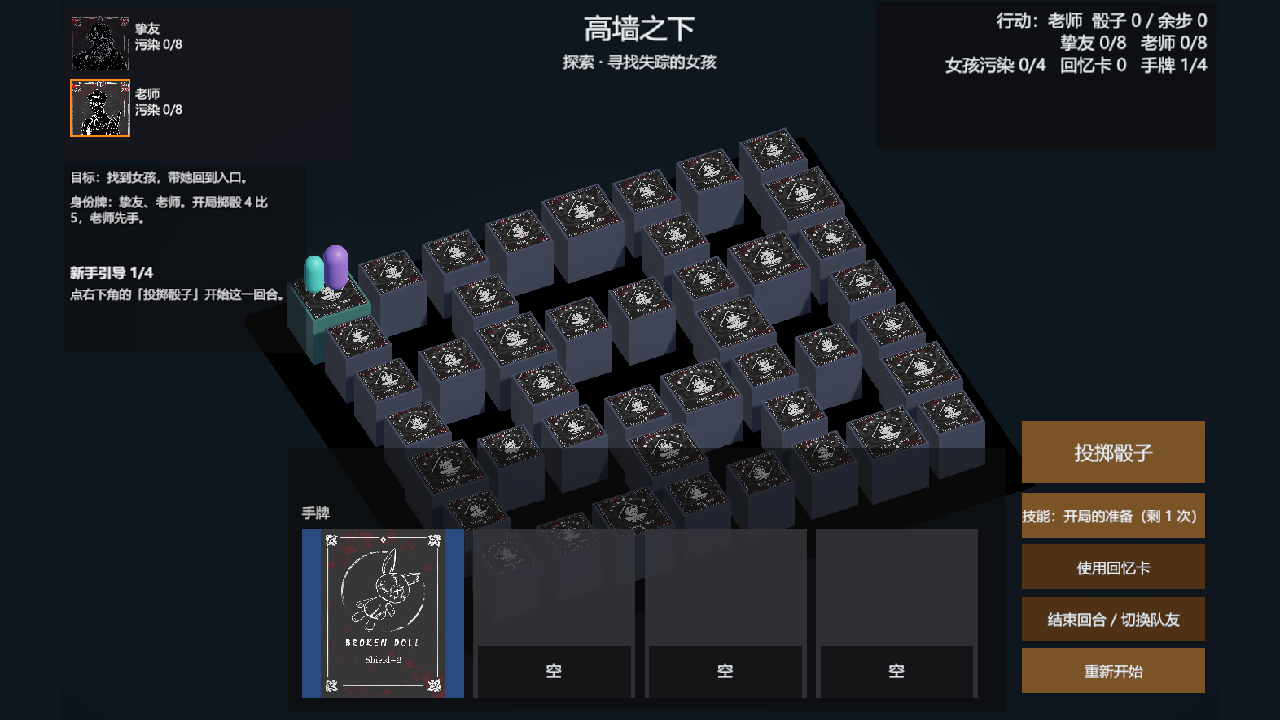 挚友
污染 0/8
老师
污染 0/8
高墙之下
探索 · 寻找失踪的女孩
行动：老师 骰子 0 / 余步 0
挚友 0/8 老师 0/8
女孩污染 0/4 回忆卡 0 手牌 1/4
目标：找到女孩，带她回到入口。
身份牌：挚友、老师。开局掷骰 4 比
5，老师先手。
新手引导 1/4
点右下角的「投掷骰子」开始这一回合。
手牌
BROKEN DOLL
空
空
空
投掷骰子
技能：开局的准备（剩 1 次）
使用回忆卡
结束回合 / 切换队友
重新开始